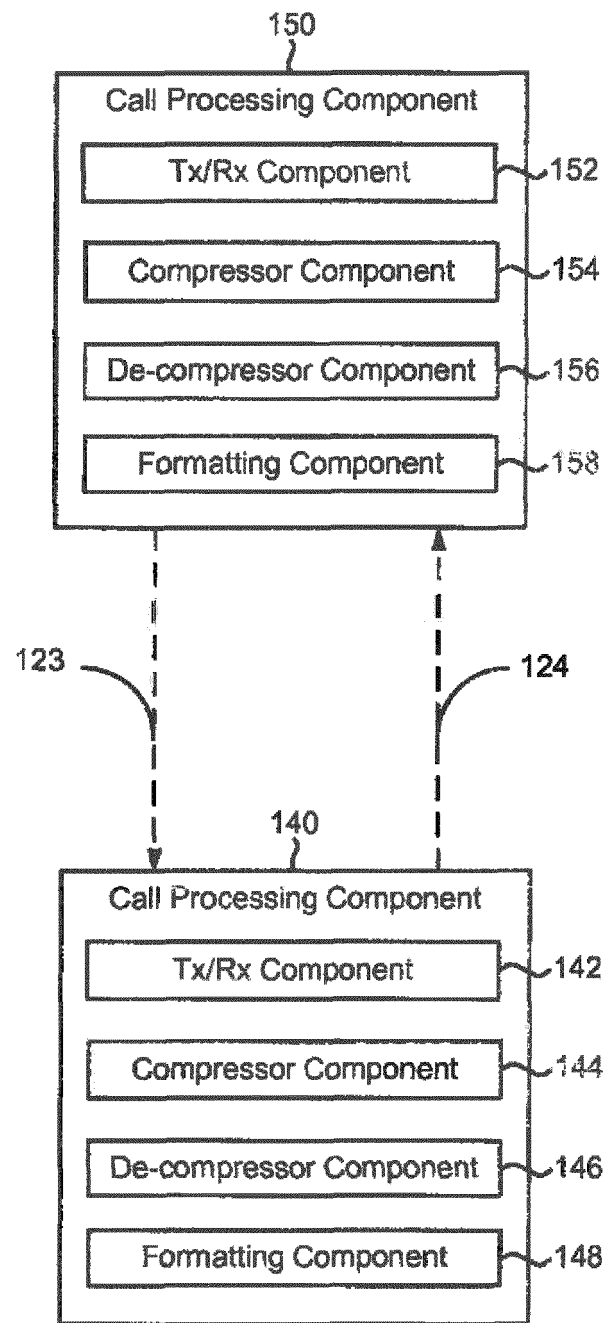 150
Call Processing Component
Tx/Rx Component 152
Compressor Component 154
De-compressor Component 156
Formatting Component 158
123 124
140
Call Processing Component
Tx/Rx Component 142
Compressor Component 144
De-compressor Component 146
Formatting Component 148